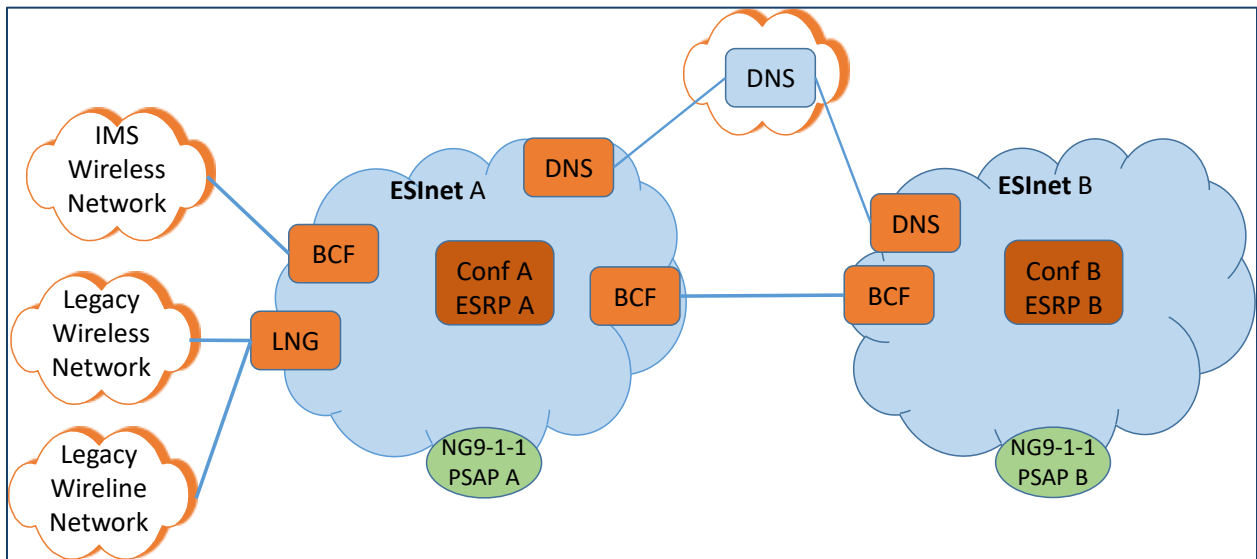 IMS
Wireless
Network
Legacy
Wireless
Network
Legacy
Wireline
Network
BCF
LNG
ESInet A
DNS
Conf A
ESRP A
BCF
NG9-1-1
PSAP A
DNS
ESInet B
DNS
BCF
Conf B
ESRP B
NG9-1-1
PSAP B